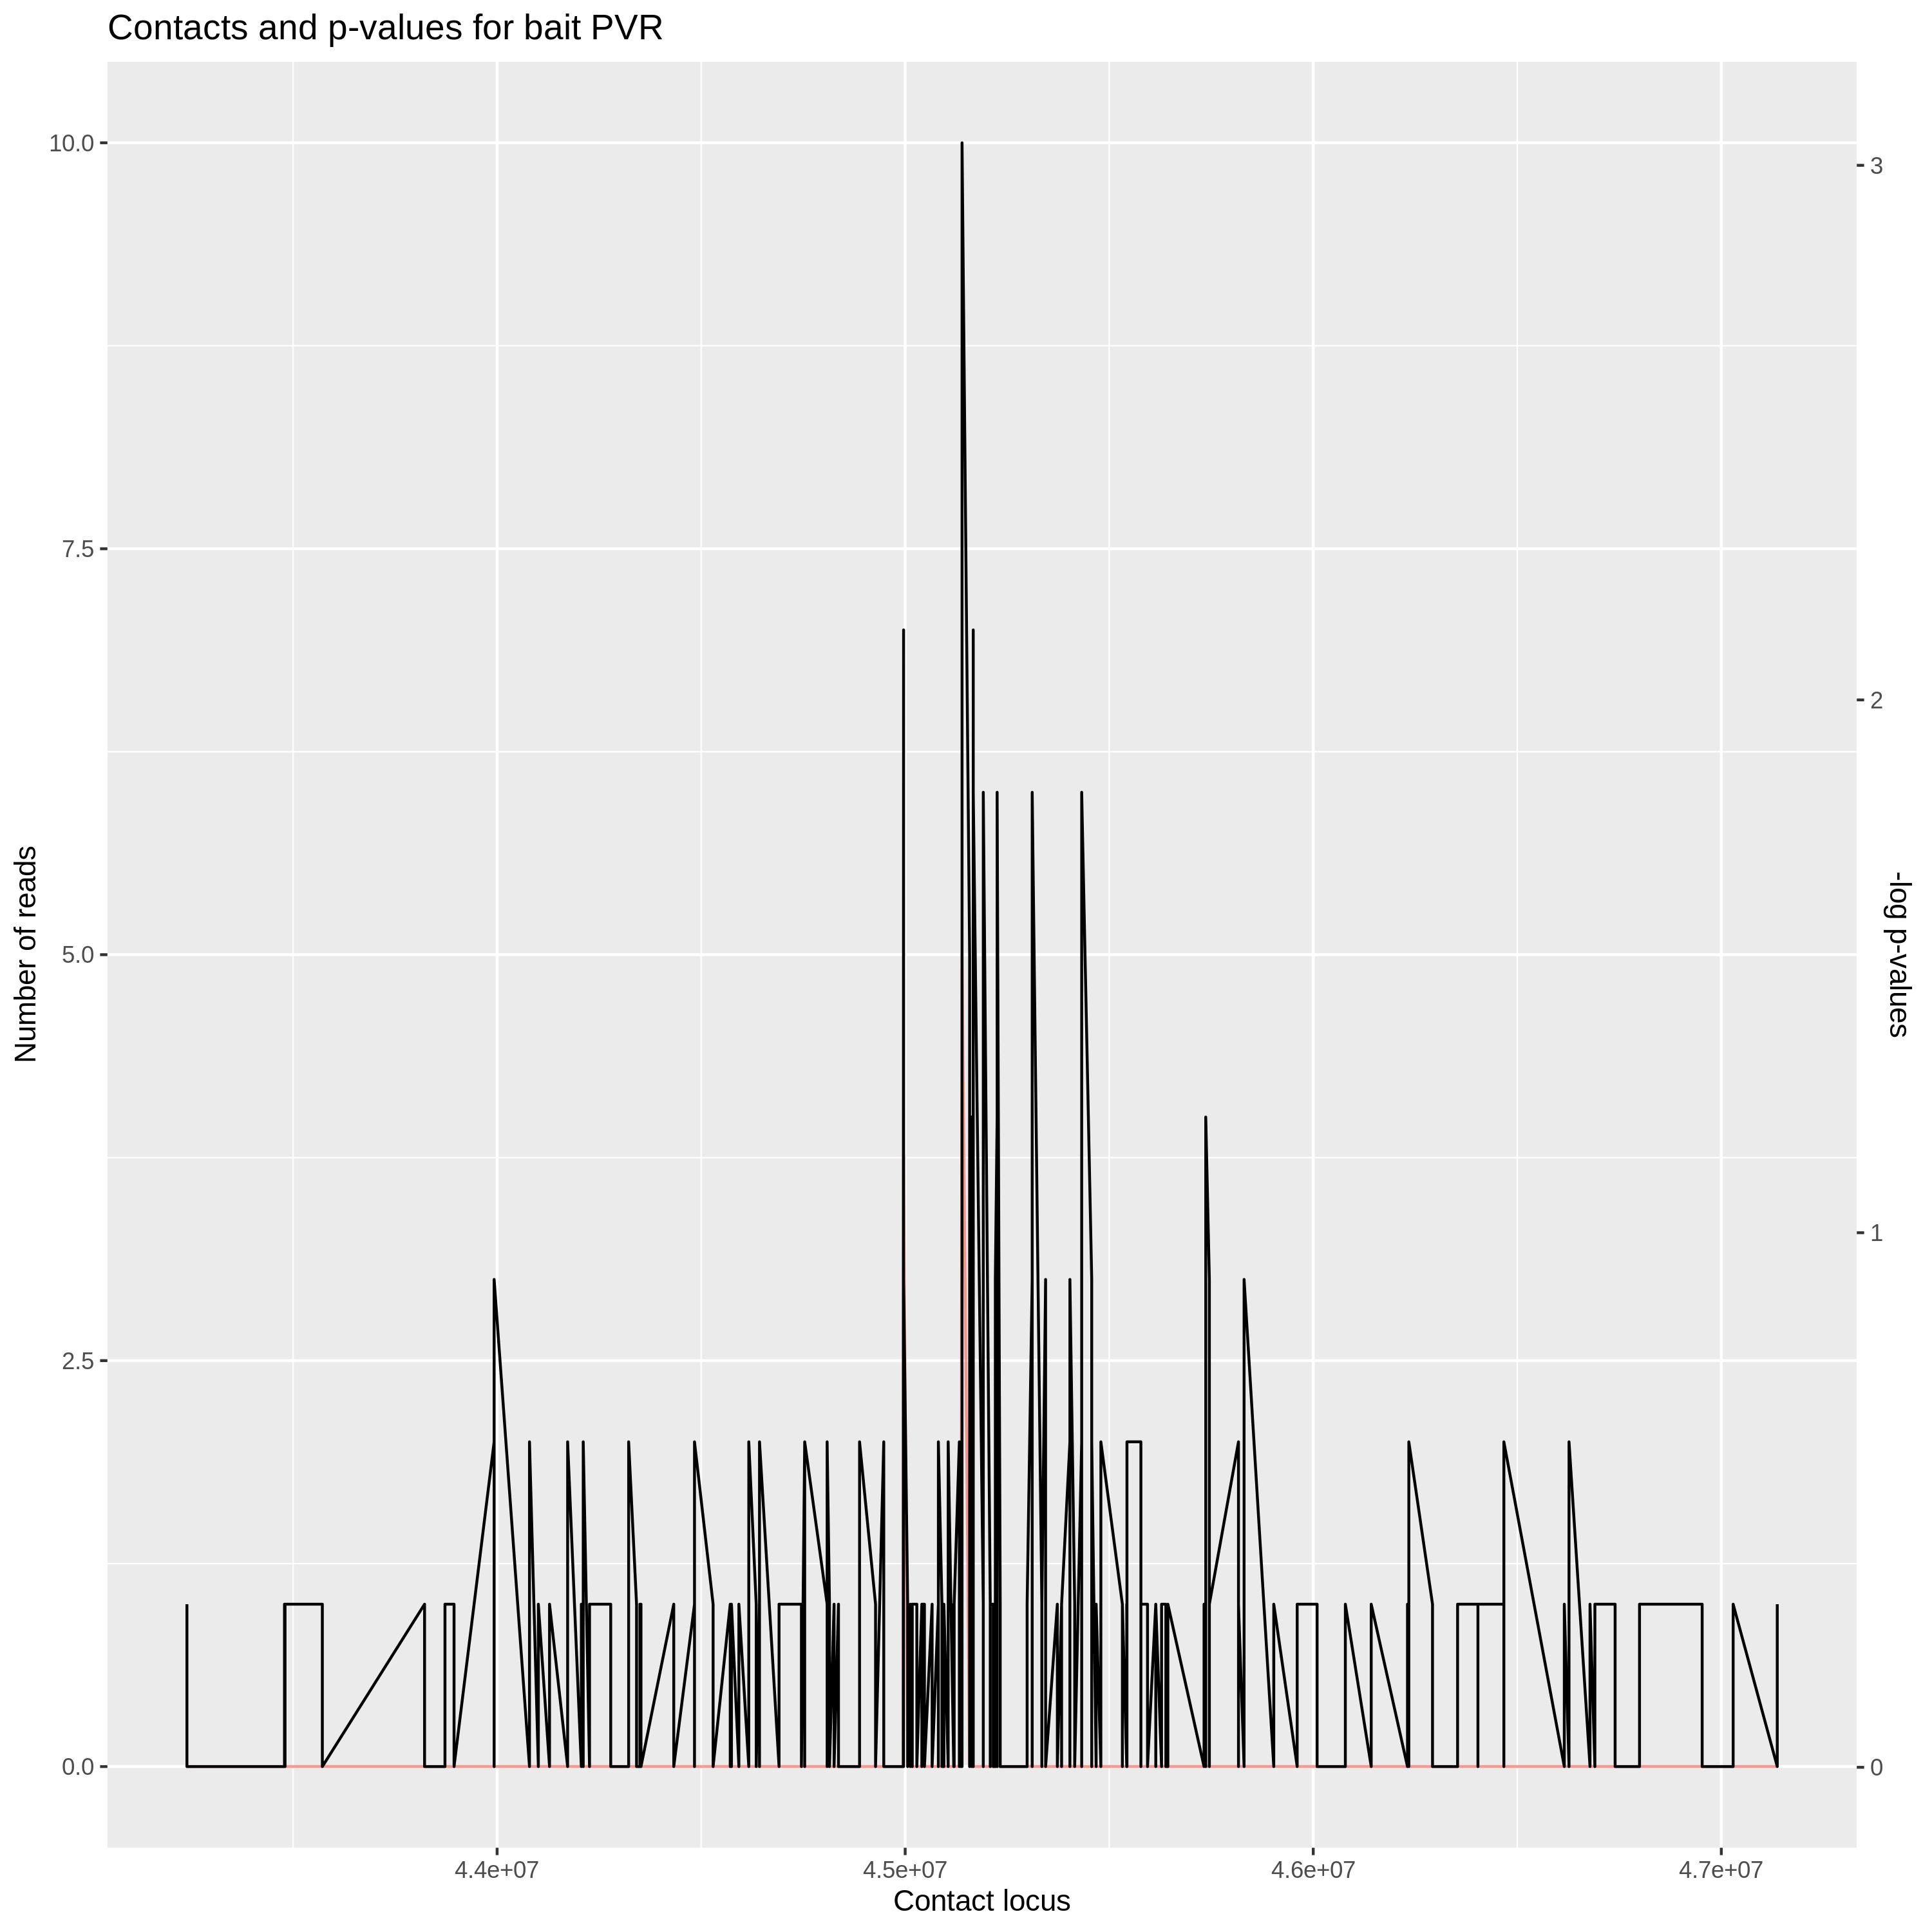 Contacts and p-values for bait PVR
10.0
7.5
5.0
2.5
0.0
Number of reads
3
2
1
0
-log p-values
4.4e+07 4.5e+07 4.6e+07 4.7e+07
Contact locus